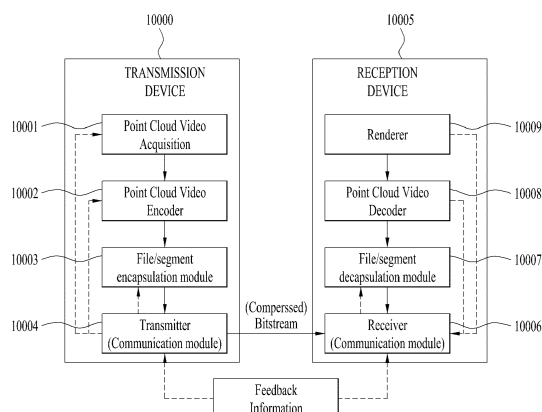 10000
10005
TRANSMISSION
DEVICE
RECEPTION
DEVICE
10001
Point Cloud Video
Acquisition
Renderer
10009
10002
Point Cloud Video
Encoder
Point Cloud Video
Decoder
10008
10003
File/segment
encapsulation module
File/segment
decapsulation module
10007
(Comperssed)
Bitstream
10004
Transmitter
(Communication module)
Receiver
(Communication module)
10006
Feedback
Information